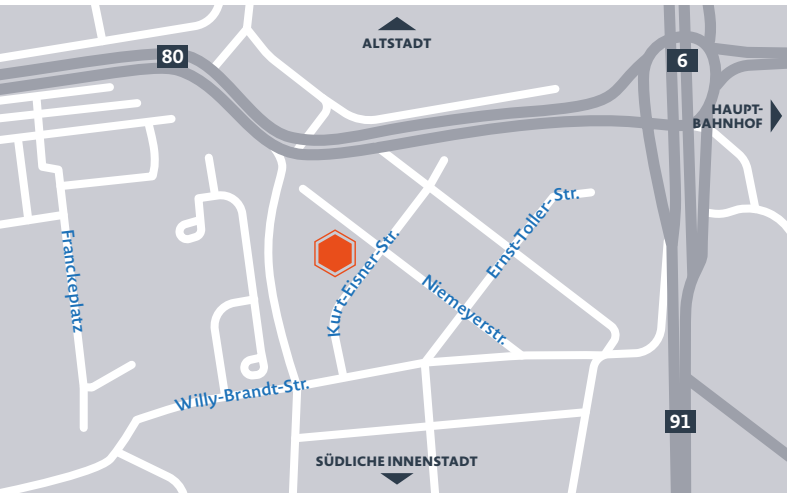 ALTSTADT
80
6
HAUPT-
BAHNHOF
Ernst-Toller-Str.
Franckeplatz
Kurt-Eisner-Str.
Niemeyerstr.
Willy-Brandt-Str.
91
SÜDLICHE INNENSTADT